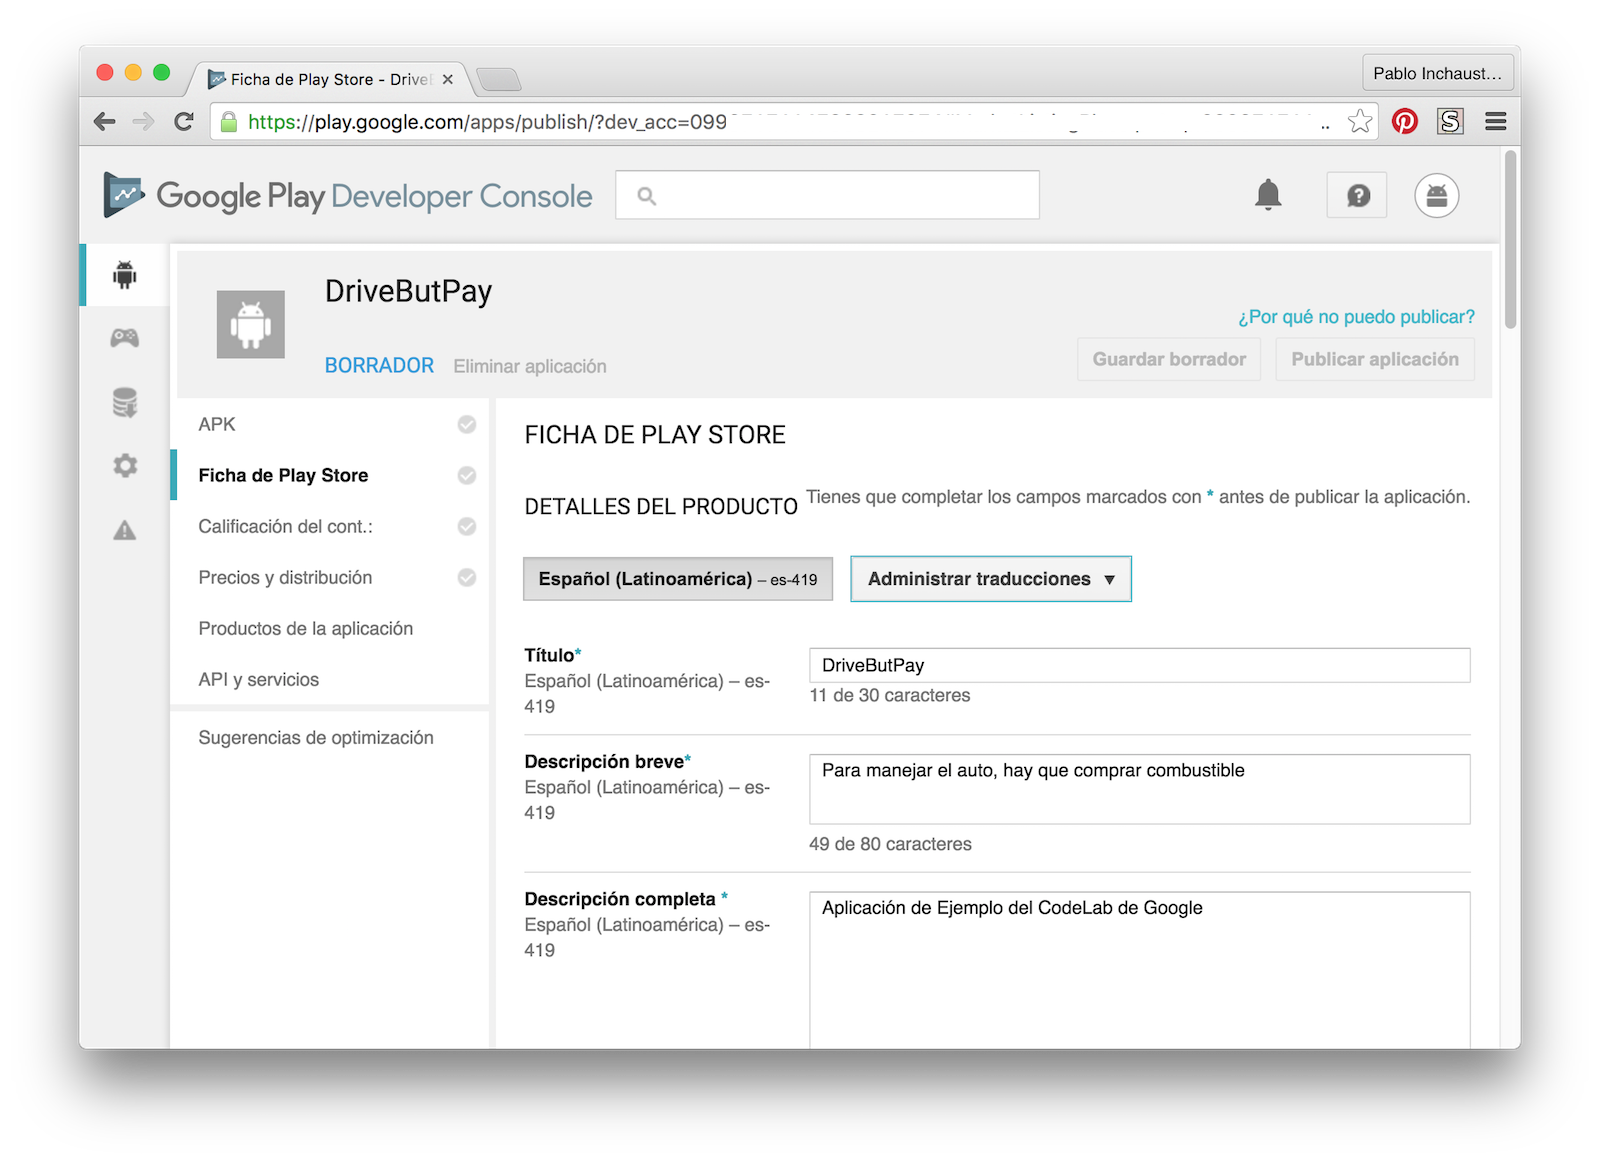 Ficha de Play Store - Drive
Pablo Inchaust...
https://play.google.com/apps/publish/?dev_acc=099
Google Play Developer Console
DriveButPay
¿Por qué no puedo publicar?
BORRADOR Eliminar aplicación
Guardar borrador
Publicar aplicación
APK
Ficha de Play Store
Calificación del cont.:
Precios y distribución
Productos de la aplicación
API y servicios
Sugerencias de optimización
FICHA DE PLAY STORE
DETALLES DEL PRODUCTO
Tienes que completar los campos marcados con * antes de publicar la aplicación.
Español (Latinoamérica) – es-419
Administrar traducciones ▼
Título*
Español (Latinoamérica) – es-
419
DriveButPay
11 de 30 caracteres
Descripción breve*
Español (Latinoamérica) – es-
419
Para manejar el auto, hay que comprar combustible
49 de 80 caracteres
Descripción completa *
Español (Latinoamérica) – es-
419
Aplicación de Ejemplo del CodeLab de Google